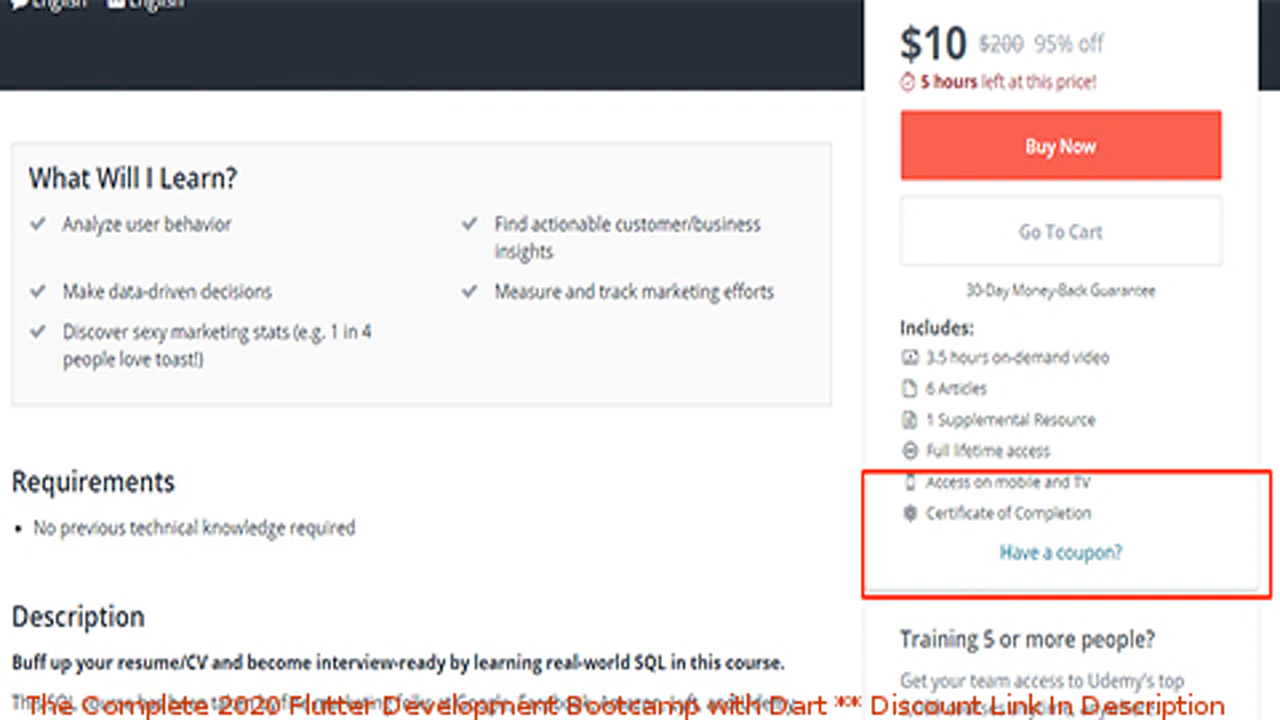 English English
What Will I Learn?
Analyze user behavior
Find actionable customer/business
insights
Make data-driven decisions
Measure and track marketing efforts
Discover sexy marketing stats (e.g. 1 in 4
people love toast!)
Requirements
• No previous technical knowledge required
Description
Buff up your resume/CV and become interview-ready by learning real-world SQL in this course.
$10 $200 95% off
5 hours left at this price!
Buy Now
Go To Cart
30-Day Money-Back Guarantee
Includes:
3.5 hours on-demand video
6 Articles
1 Supplemental Resource
Full lifetime access
Access on mobile and TV
Certificate of Completion
Have a coupon?
Training 5 or more people?
Get your team access to Udemy's top
The Complete 2020 Flutter Development Bootcamp with Dart ** Discount Link In Description